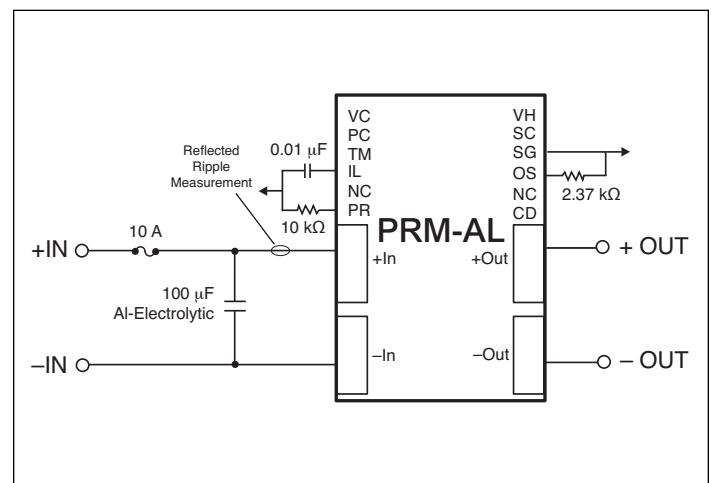 VC
PC
TM
IL
NC
PR
VH
SC
SG
OS
NC
CD
0.01 µF
10 kΩ
2.37 kΩ
Reflected
Ripple
Measurement
PRM-AL
10 A
+IN
+In
+Out
+ OUT
100 µF
Al-Electrolytic
–IN
–In
–Out
– OUT